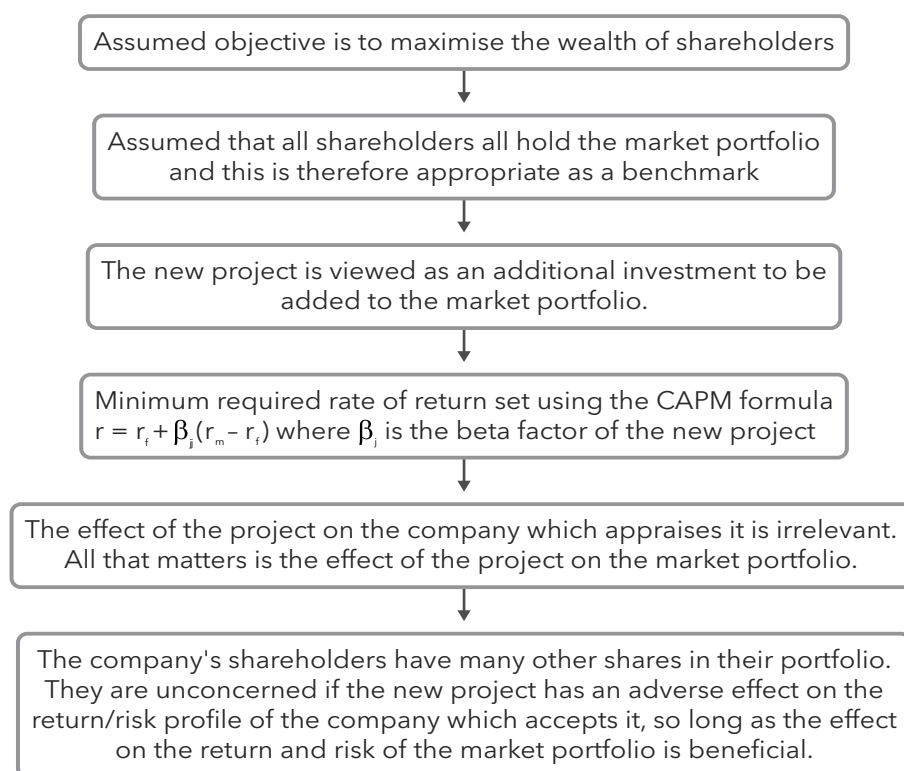 Assumed objective is to maximise the wealth of shareholders
Assumed that all shareholders all hold the market portfolio
and this is therefore appropriate as a benchmark
The new project is viewed as an additional investment to be
added to the market portfolio.
Minimum required rate of return set using the CAPM formula
r = r_f + β_jj(r_m – r_f) where β_j is the beta factor of the new project
The effect of the project on the company which appraises it is irrelevant.
All that matters is the effect of the project on the market portfolio.
The company's shareholders have many other shares in their portfolio.
They are unconcerned if the new project has an adverse effect on the
return/risk profile of the company which accepts it, so long as the effect
on the return and risk of the market portfolio is beneficial.